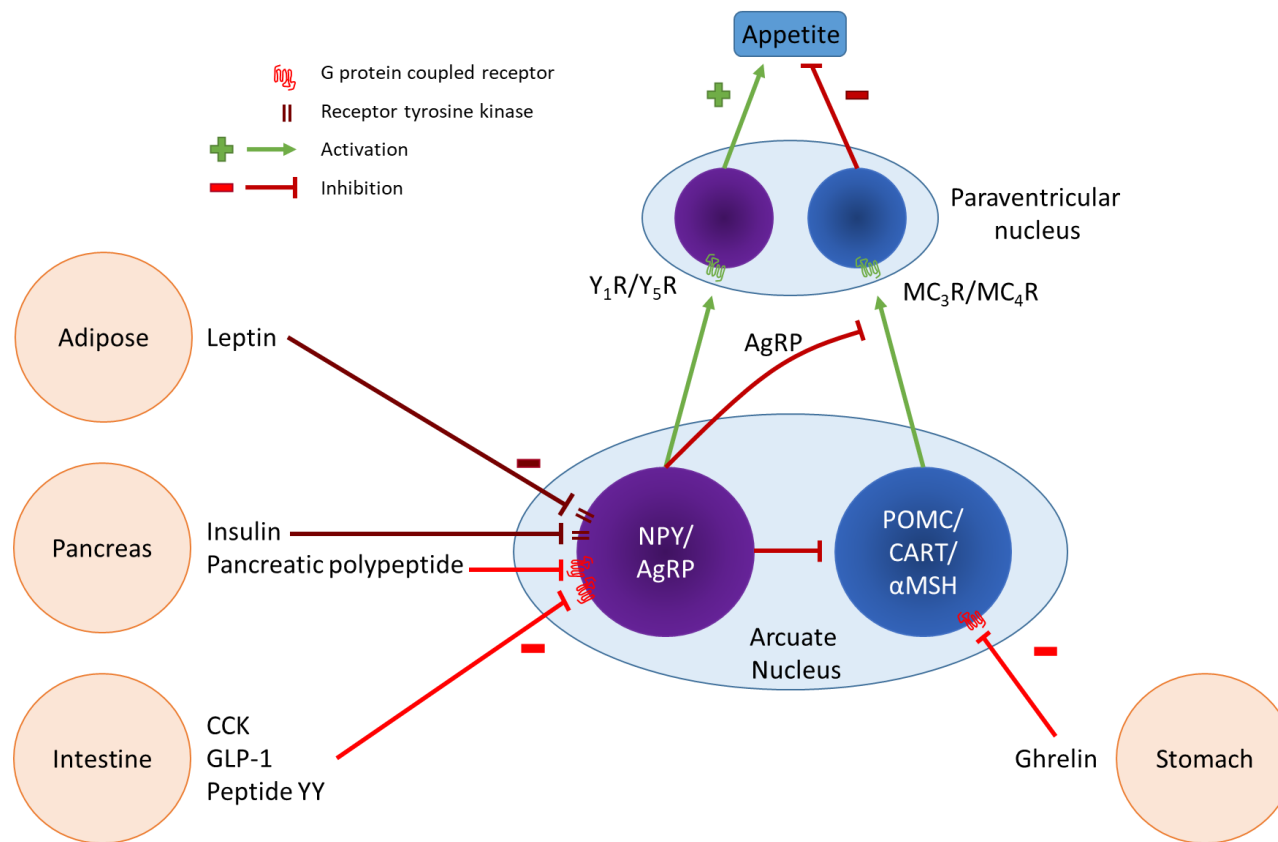 Appetite
G protein coupled receptor
Receptor tyrosine kinase
Activation
Inhibition
Paraventricular
nucleus
Y₁R/Y₅R
MC₃R/MC₄R
AgRP
Adipose
Leptin
Pancreas
Insulin
Pancreatic polypeptide
NPY/
AgRP
POMC/
CART/
αMSH
Arcuate
Nucleus
Intestine
CCK
GLP-1
Peptide YY
Ghrelin
Stomach